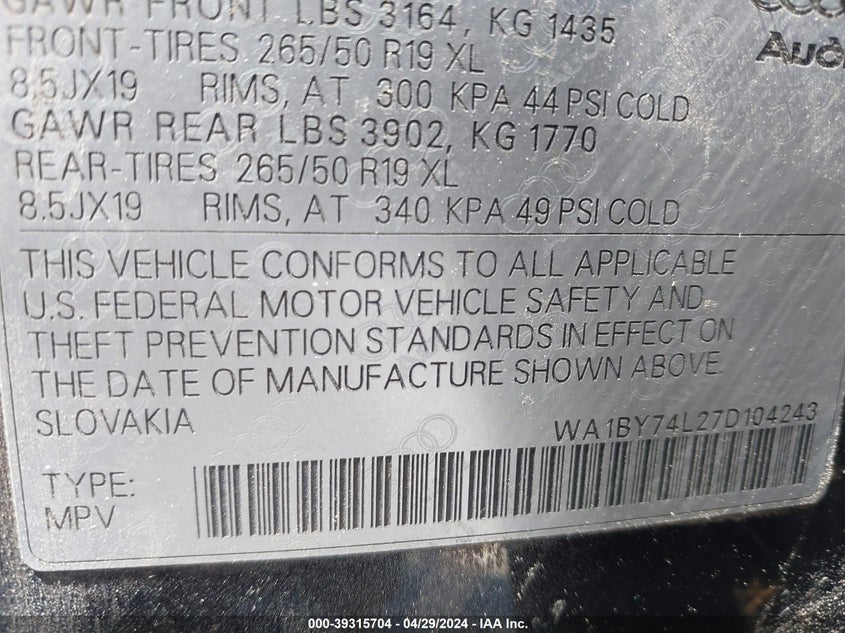 GAWR FRONT LBS 3164, KG 1435
FRONT-TIRES 265/50 R19 XL
8.5JX19 RIMS, AT 300 KPA 44 PSI COLD
GAWR REAR LBS 3902, KG 1770
REAR-TIRES 265/50 R19 XL
8.5JX19 RIMS, AT 340 KPA 49 PSI COLD
Audi
THIS VEHICLE CONFORMS TO ALL APPLICABLE
U.S. FEDERAL MOTOR VEHICLE SAFETY AND
THEFT PREVENTION STANDARDS IN EFFECT ON
THE DATE OF MANUFACTURE SHOWN ABOVE.
SLOVAKIA
WA1BY74L27D104243
TYPE:
MPV
000-39315704 - 04/29/2024 - IAA Inc.